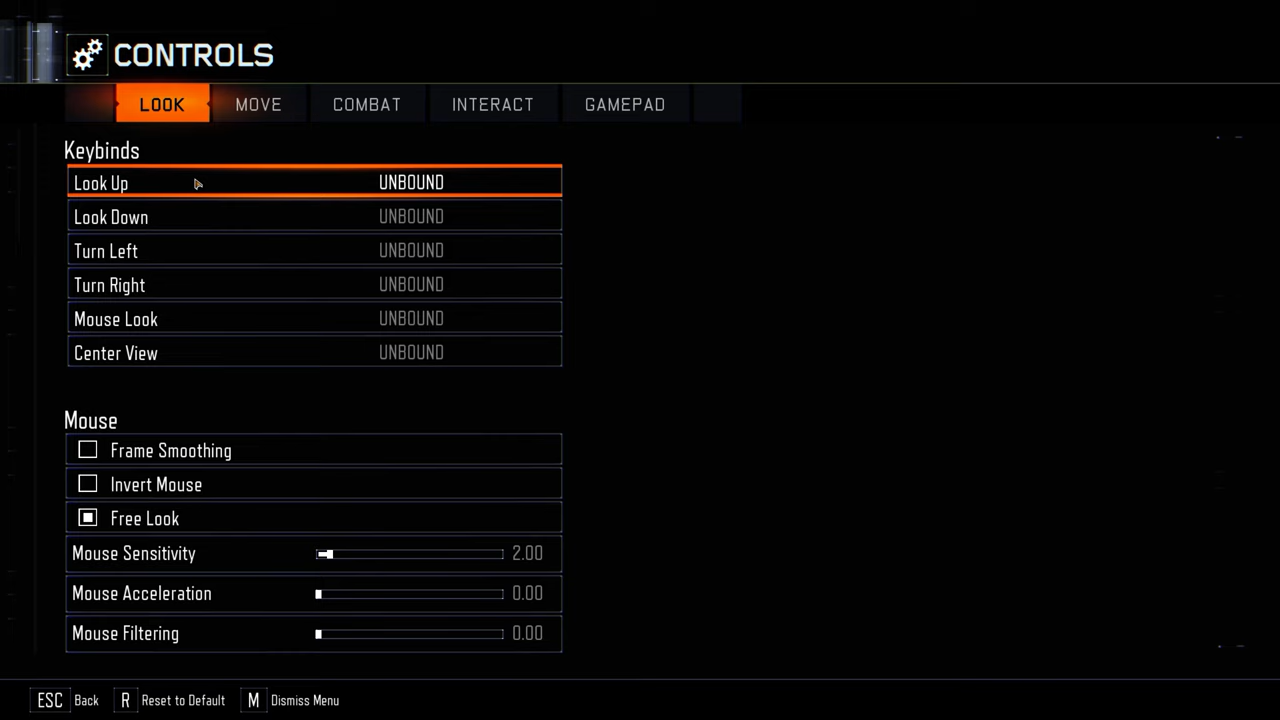 CONTROLS
LOOK MOVE COMBAT INTERACT GAMEPAD
Keybinds
Look Up UNBOUND
Look Down UNBOUND
Turn Left UNBOUND
Turn Right UNBOUND
Mouse Look UNBOUND
Center View UNBOUND
Mouse
Frame Smoothing
Invert Mouse
Free Look
Mouse Sensitivity 2.00
Mouse Acceleration 0.00
Mouse Filtering 0.00
ESC Back R Reset to Default M Dismiss Menu